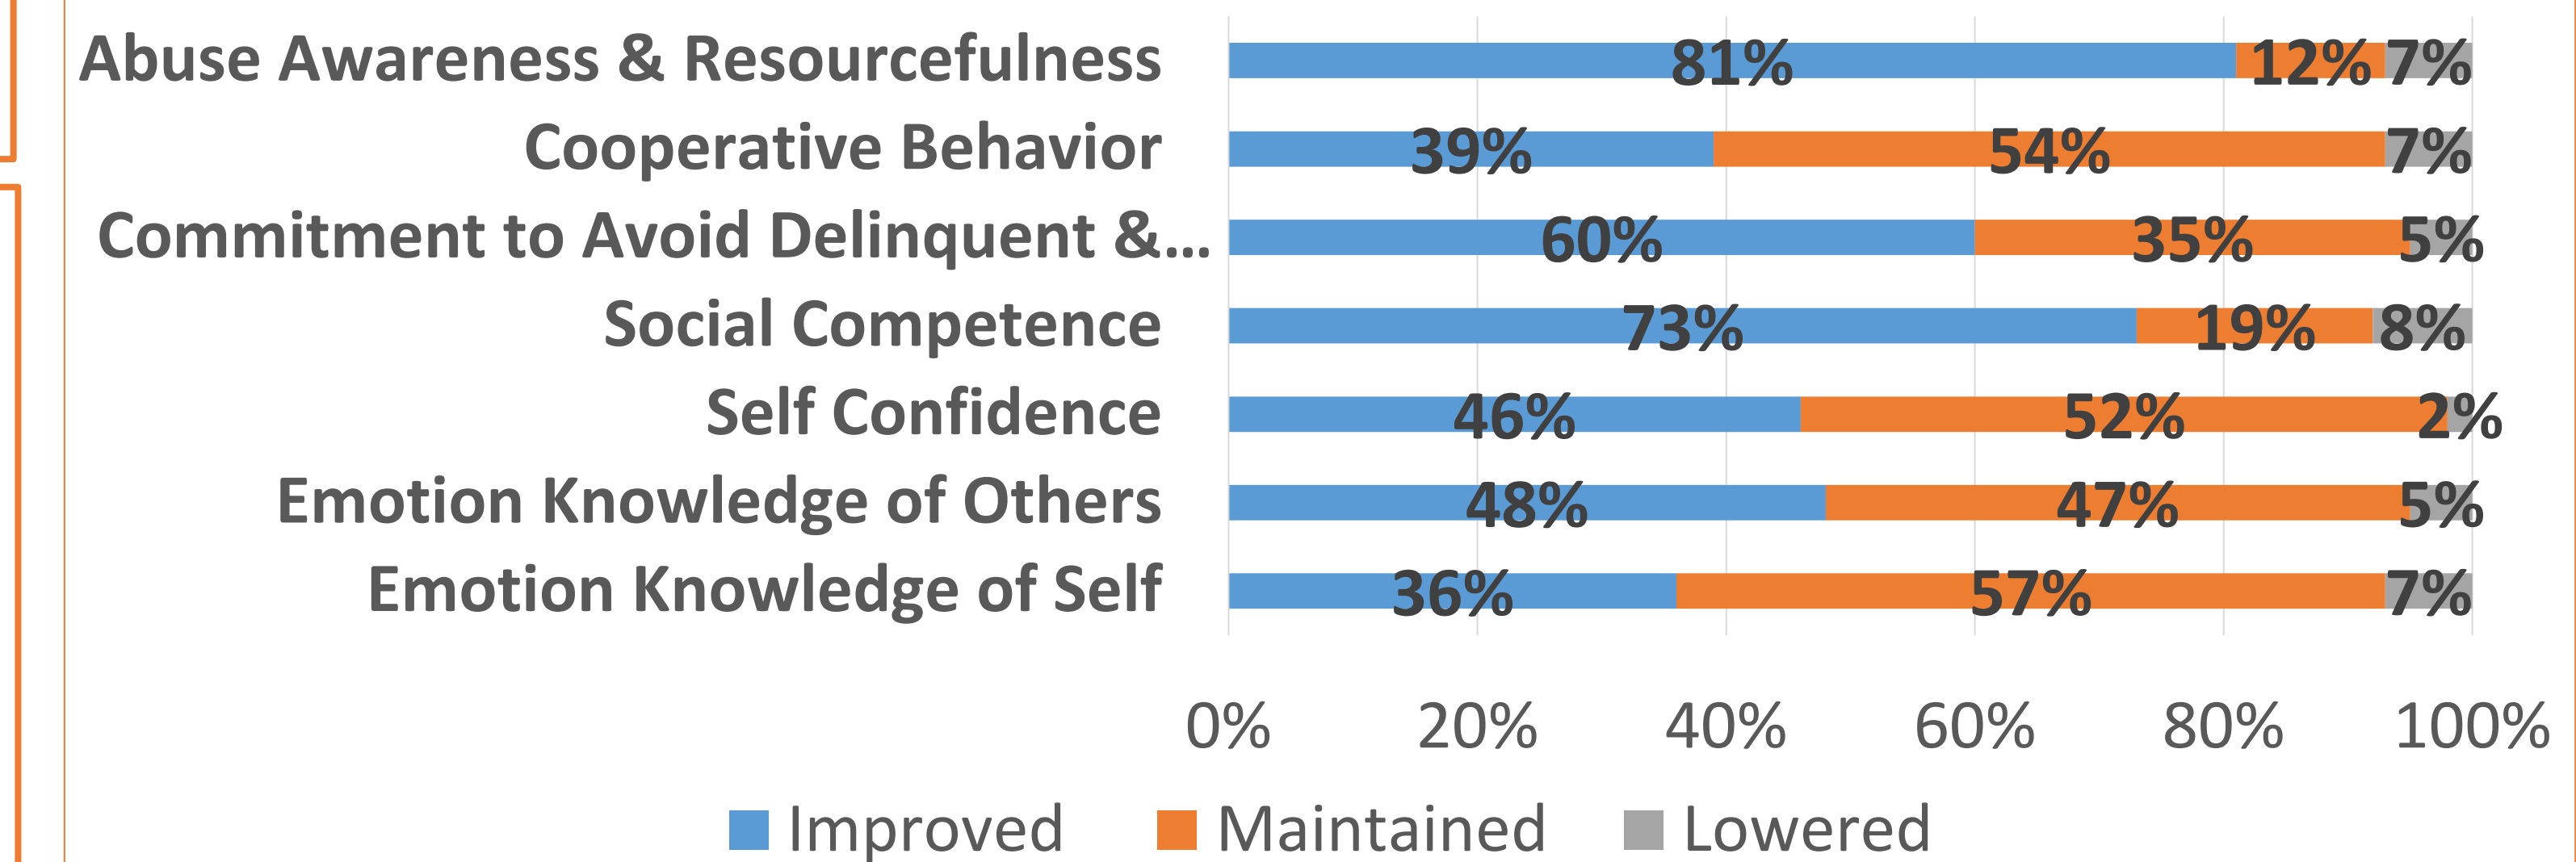 Abuse Awareness & Resourcefulness 81% 12% 7%
Cooperative Behavior 39% 54% 7%
Commitment to Avoid Delinquent &... 60% 35% 5%
Social Competence 73% 19% 8%
Self Confidence 46% 52% 2%
Emotion Knowledge of Others 48% 47% 5%
Emotion Knowledge of Self 36% 57% 7%
0% 20% 40% 60% 80% 100%
Improved Maintained Lowered